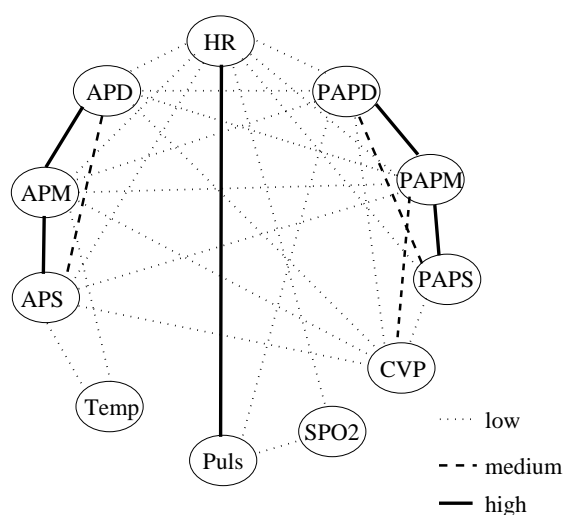 HR
APD
PAPD
APM
PAPM
APS
PAPS
CVP
Temp
SPO2
Puls
low
medium
high